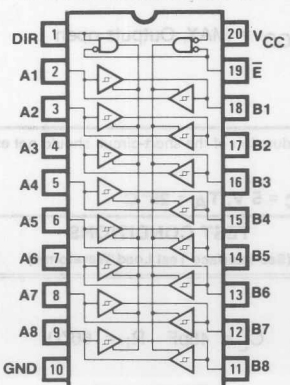 DIR 1 20 VCC
A1 2 19 E̅
A2 3 18 B1
A3 4 17 B2
A4 5 16 B3
A5 6 15 B4
A6 7 14 B5
A7 8 13 B6
A8 9 12 B7
GND 10 11 B8